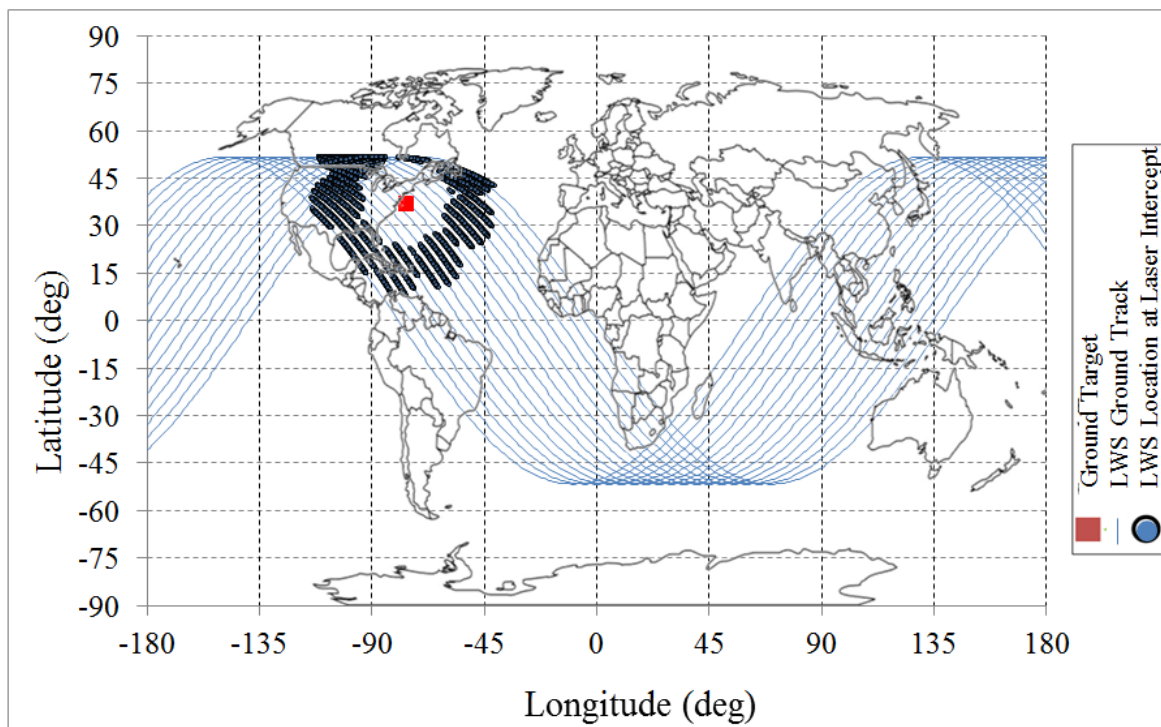 90
75
60
45
30
15
0
-15
-30
-45
-60
-75
-90
-180 -135 -90 -45 0 45 90 135 180
Latitude (deg)
Longitude (deg)
Ground Target
LWS Ground Track
LWS Location at Laser Intercept